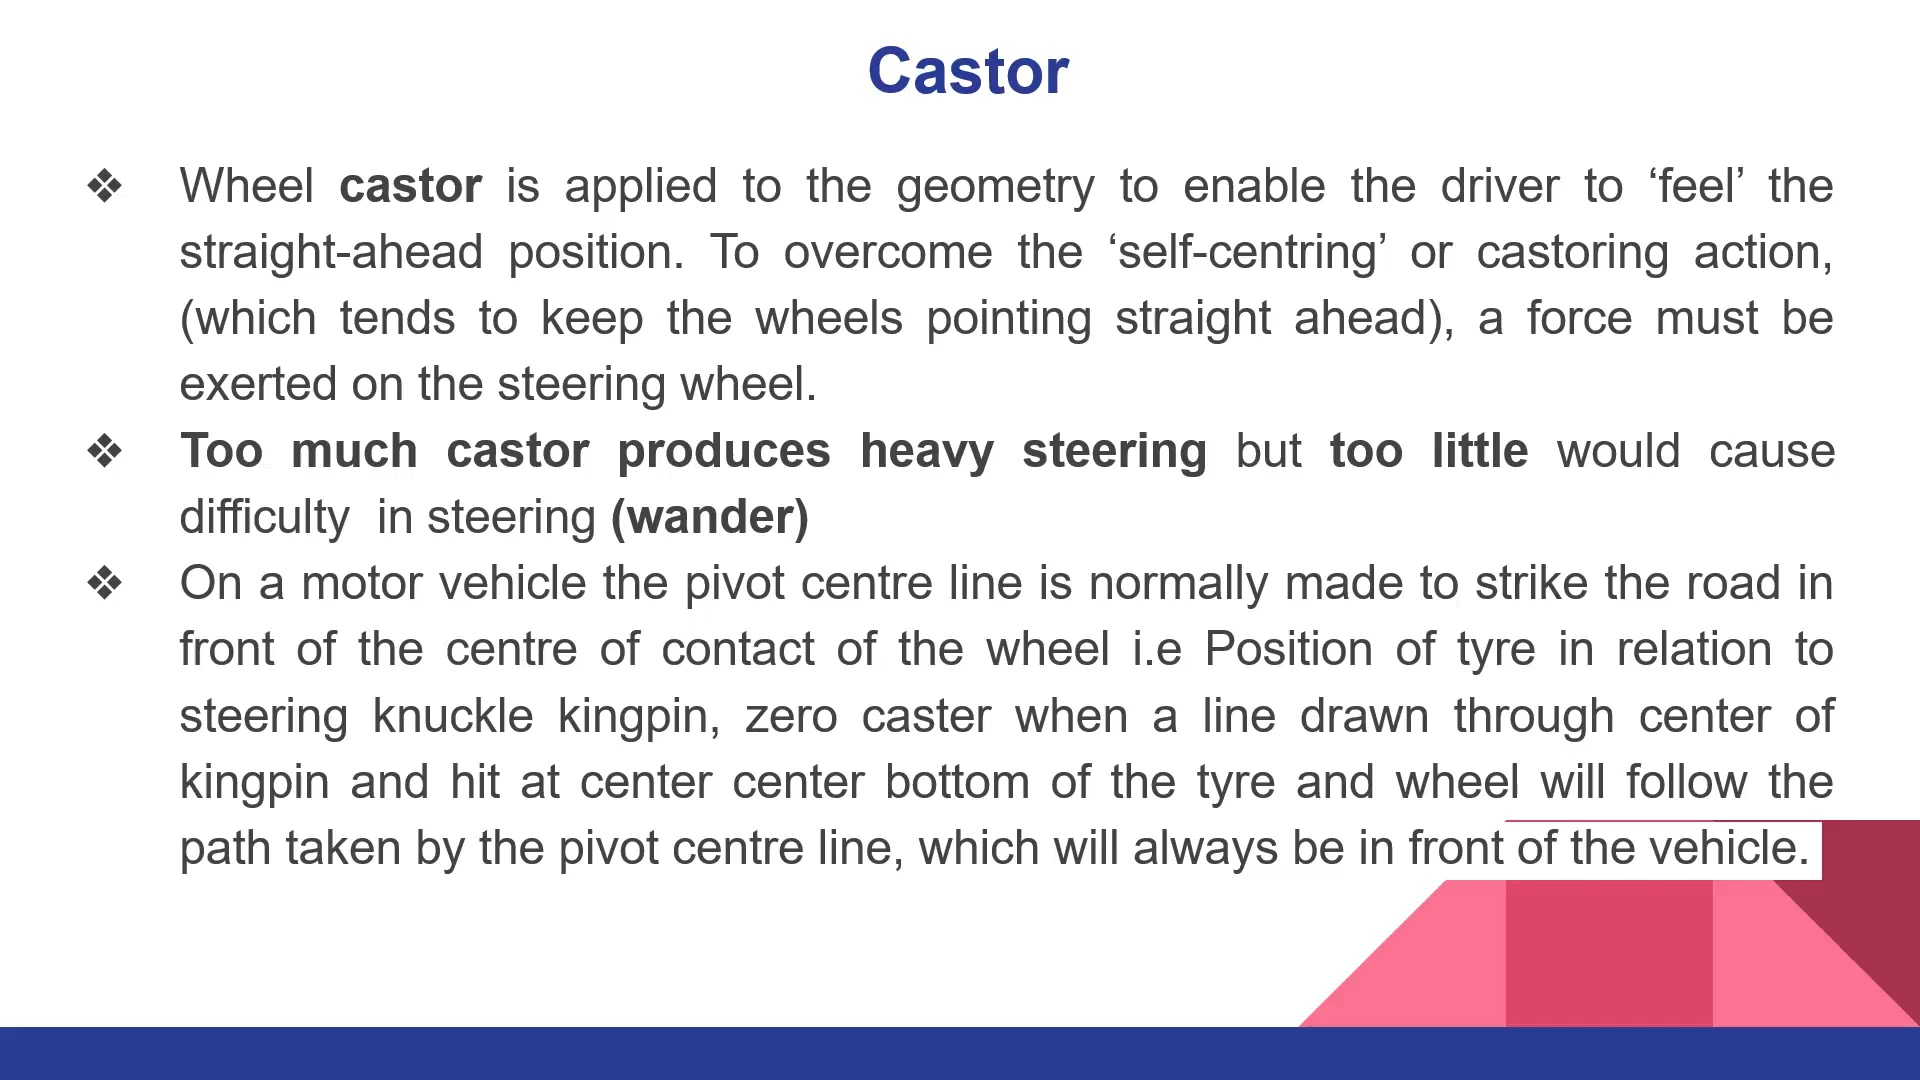 Castor
❖ Wheel castor is applied to the geometry to enable the driver to ‘feel’ the
straight-ahead position. To overcome the ‘self-centring’ or castoring action,
(which tends to keep the wheels pointing straight ahead), a force must be
exerted on the steering wheel.
❖ Too much castor produces heavy steering but too little would cause
difficulty  in steering (wander)
❖ On a motor vehicle the pivot centre line is normally made to strike the road in
front of the centre of contact of the wheel i.e Position of tyre in relation to
steering knuckle kingpin, zero caster when a line drawn through center of
kingpin and hit at center center bottom of the tyre and wheel will follow the
path taken by the pivot centre line, which will always be in front of the vehicle.